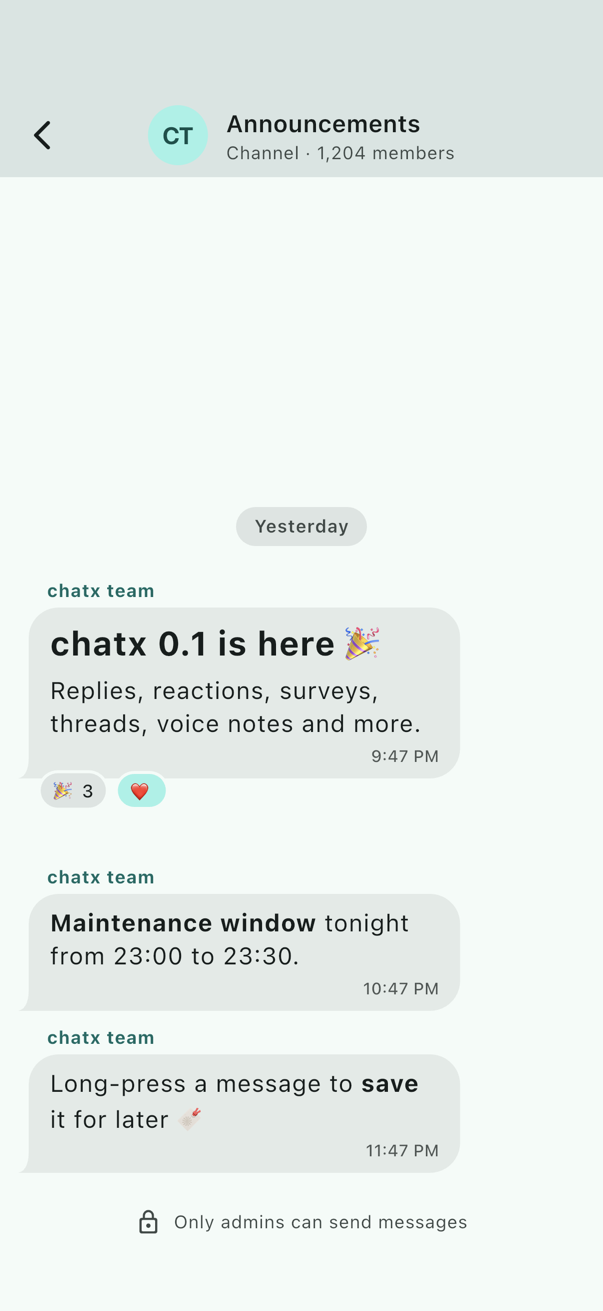 CT
Announcements
Channel · 1,204 members
Yesterday
chatx team
chatx 0.1 is here 🎉
Replies, reactions, surveys,
threads, voice notes and more.
9:47 PM
🎉 3 ❤️
chatx team
Maintenance window tonight
from 23:00 to 23:30.
10:47 PM
chatx team
Long-press a message to save
it for later 🔖
11:47 PM
Only admins can send messages